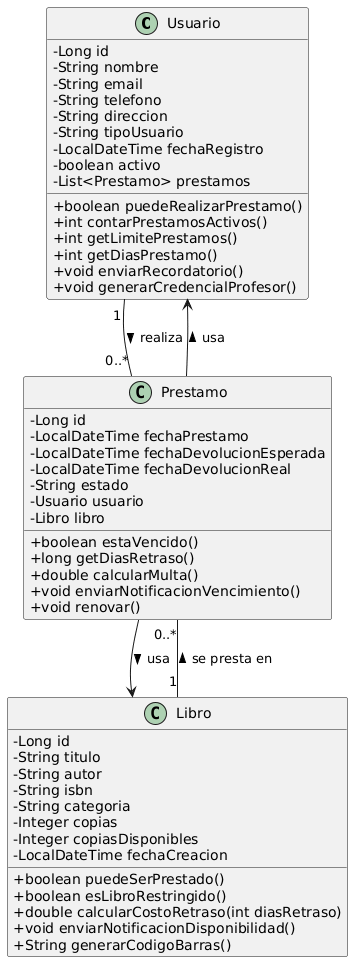 C Usuario
-Long id
-String nombre
-String email
-String telefono
-String direccion
-String tipoUsuario
-LocalDateTime fechaRegistro
-boolean activo
-List<Prestamo> prestamos
+boolean puedeRealizarPrestamo()
+int contarPrestamosActivos()
+int getLimitePrestamos()
+int getDiasPrestamo()
+void enviarRecordatorio()
+void generarCredencialProfesor()
1
realiza
usa
0..*
C Prestamo
-Long id
-LocalDateTime fechaPrestamo
-LocalDateTime fechaDevolucionEsperada
-LocalDateTime fechaDevolucionReal
-String estado
-Usuario usuario
-Libro libro
+boolean estaVencido()
+long getDiasRetraso()
+double calcularMulta()
+void enviarNotificacionVencimiento()
+void renovar()
0..*
usa
se presta en
1
C Libro
-Long id
-String titulo
-String autor
-String isbn
-String categoria
-Integer copias
-Integer copiasDisponibles
-LocalDateTime fechaCreacion
+boolean puedeSerPrestado()
+boolean esLibroRestringido()
+double calcularCostoRetraso(int diasRetraso)
+void enviarNotificacionDisponibilidad()
+String generarCodigoBarras()